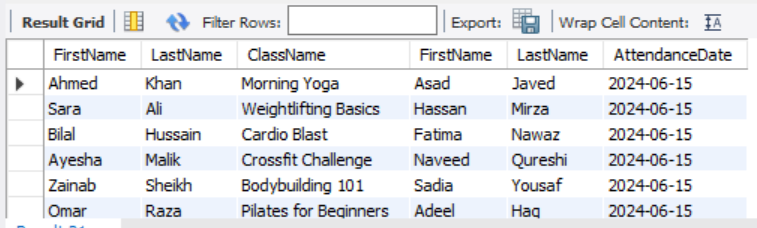 Result Grid Filter Rows: Export: Wrap Cell Content: IA
FirstName LastName ClassName FirstName LastName AttendanceDate
Ahmed Khan Morning Yoga Asad Javed 2024-06-15
Sara Ali Weightlifting Basics Hassan Mirza 2024-06-15
Bilal Hussain Cardio Blast Fatima Nawaz 2024-06-15
Ayesha Malik Crossfit Challenge Naveed Qureshi 2024-06-15
Zainab Sheikh Bodybuilding 101 Sadia Yousaf 2024-06-15
Omar Raza Pilates for Beginners Adeel Haq 2024-06-15